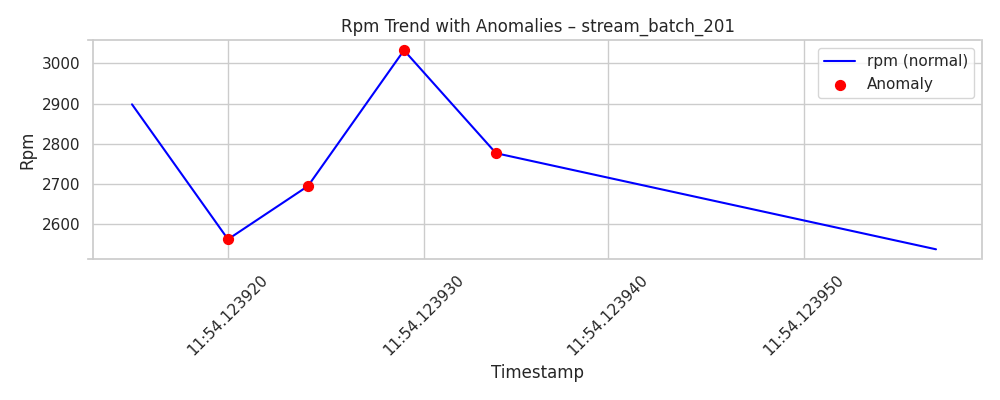 Rpm Trend with Anomalies – stream_batch_201
rpm (normal)
Anomaly
Rpm
3000
2900
2800
2700
2600
11:54.123920
11:54.123930
11:54.123940
11:54.123950
Timestamp